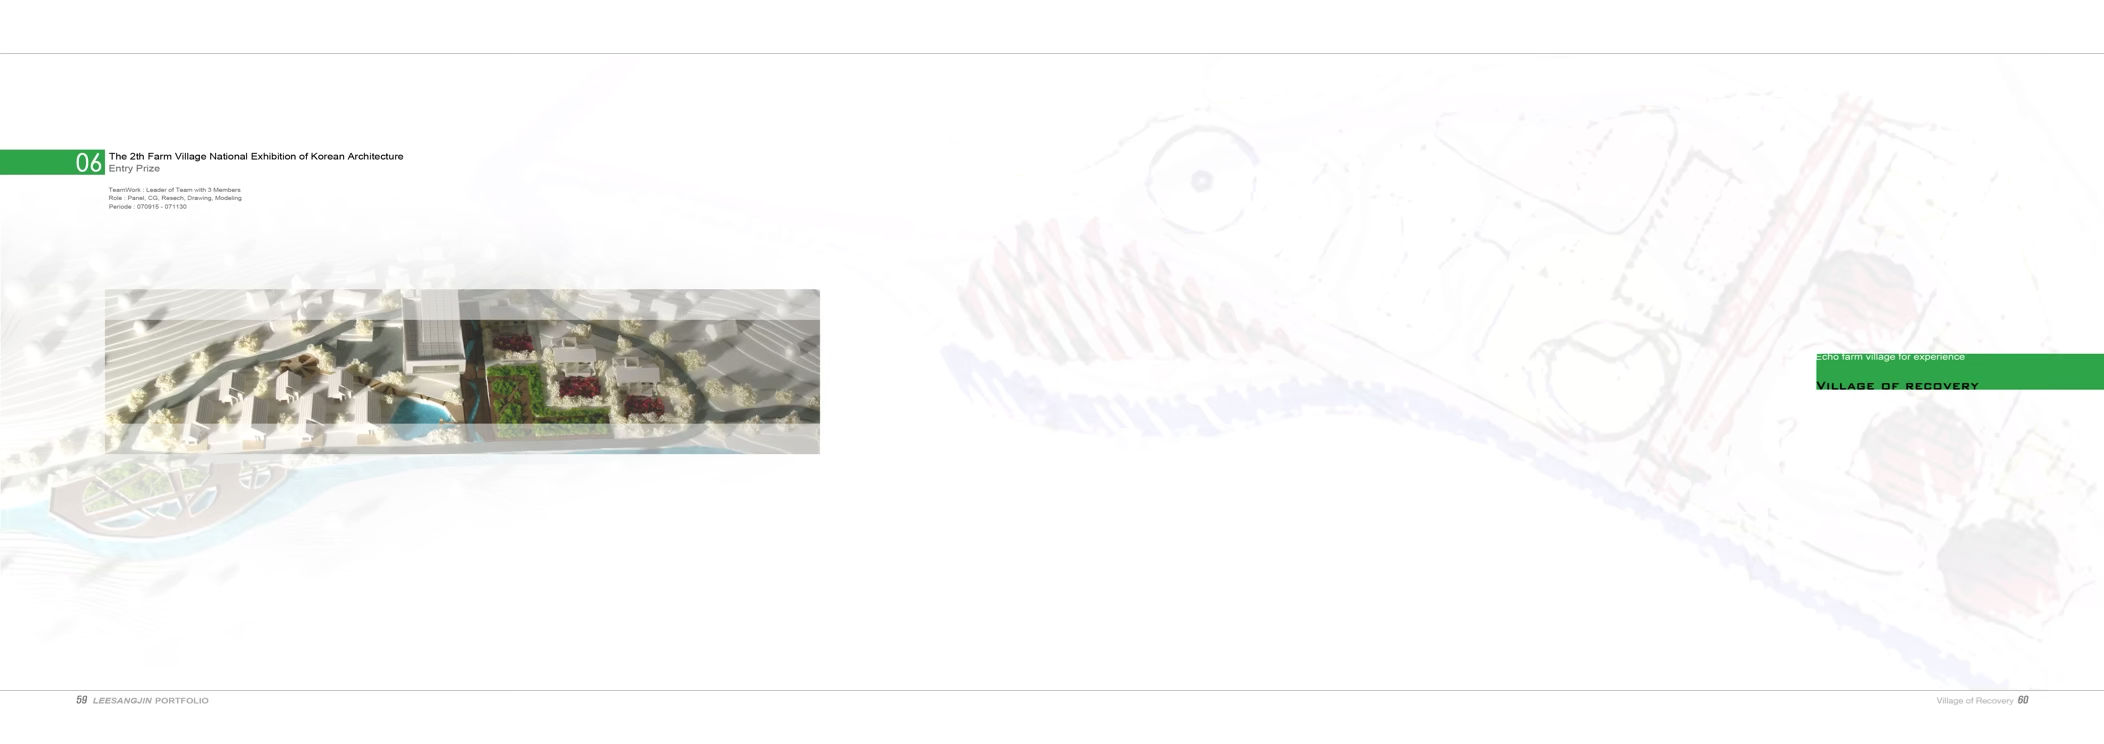 06
The 2th Farm Village National Exhibition of Korean Architecture
Entry Prize
TeamWork : Leader of Team with 3 Members
Role : Panel, CG, Resech, Drawing, Modeling
Periode : 070915 - 071130
Echo farm village for experience
VILLAGE OF RECOVERY
59 LEESANGJIN PORTFOLIO
Village of Recovery 60